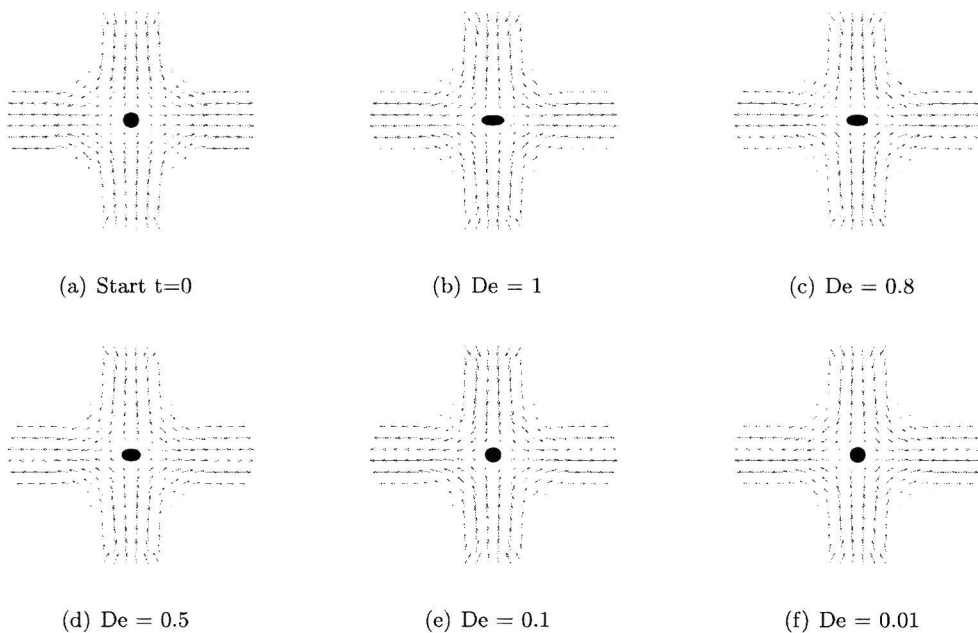 (a) Start t=0
(b) De = 1
(c) De = 0.8
(d) De = 0.5
(e) De = 0.1
(f) De = 0.01